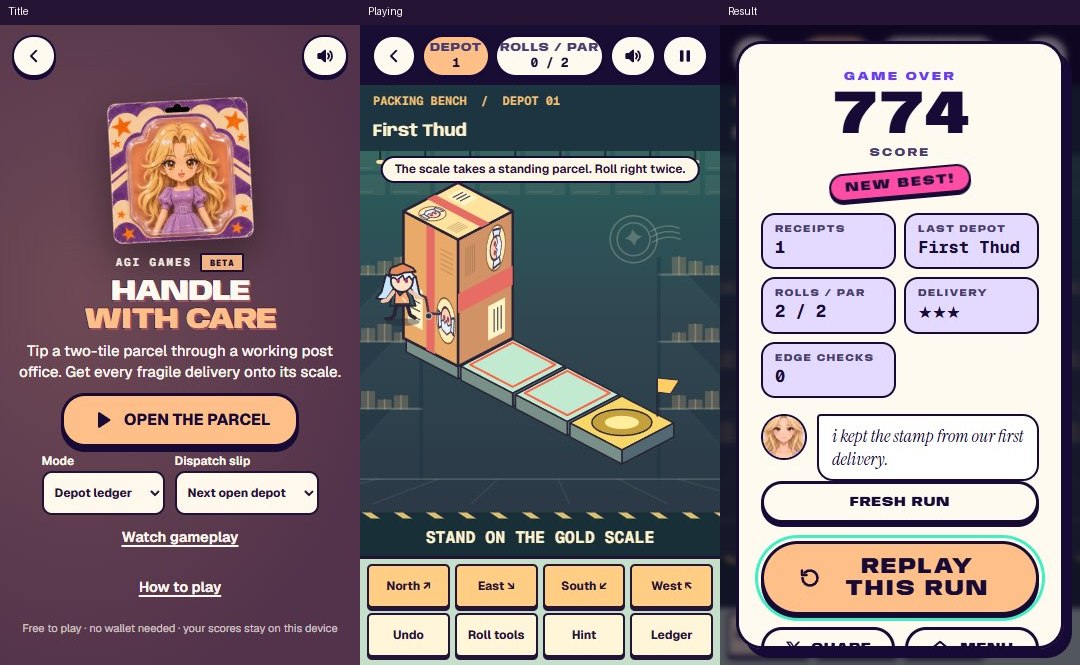 Title
AGI GAMES BETA
HANDLE
WITH CARE
Tip a two-tile parcel through a working post
office. Get every fragile delivery onto its scale.
OPEN THE PARCEL
Mode Dispatch slip
Depot ledger Next open depot
Watch gameplay
How to play
Free to play · no wallet needed · your scores stay on this device
Playing
DEPOT ROLLS / PAR
1 0 / 2
PACKING BENCH / DEPOT 01
First Thud
The scale takes a standing parcel. Roll right twice.
STAND ON THE GOLD SCALE
North ↗ East ↘ South ↙ West ↖
Undo Roll tools Hint Ledger
Result
GAME OVER
774
SCORE
NEW BEST!
RECEIPTS LAST DEPOT
1 First Thud
ROLLS / PAR DELIVERY
2 / 2 ★★★
EDGE CHECKS
0
i kept the stamp from our first
delivery.
FRESH RUN
REPLAY
THIS RUN
SHARE MENU